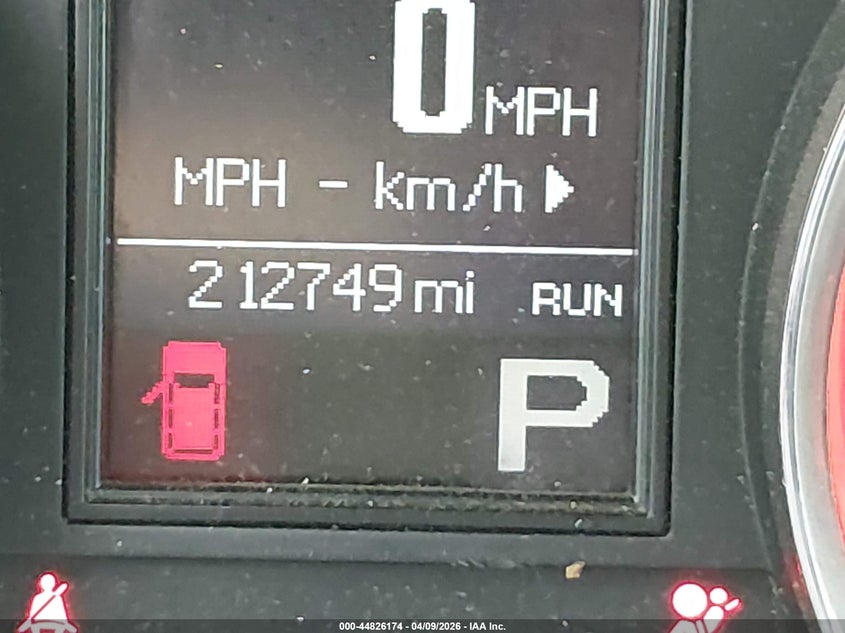 0 MPH
MPH - km/h
212749 mi RUN
P
000-44826174 - 04/09/2026 - IAA Inc.